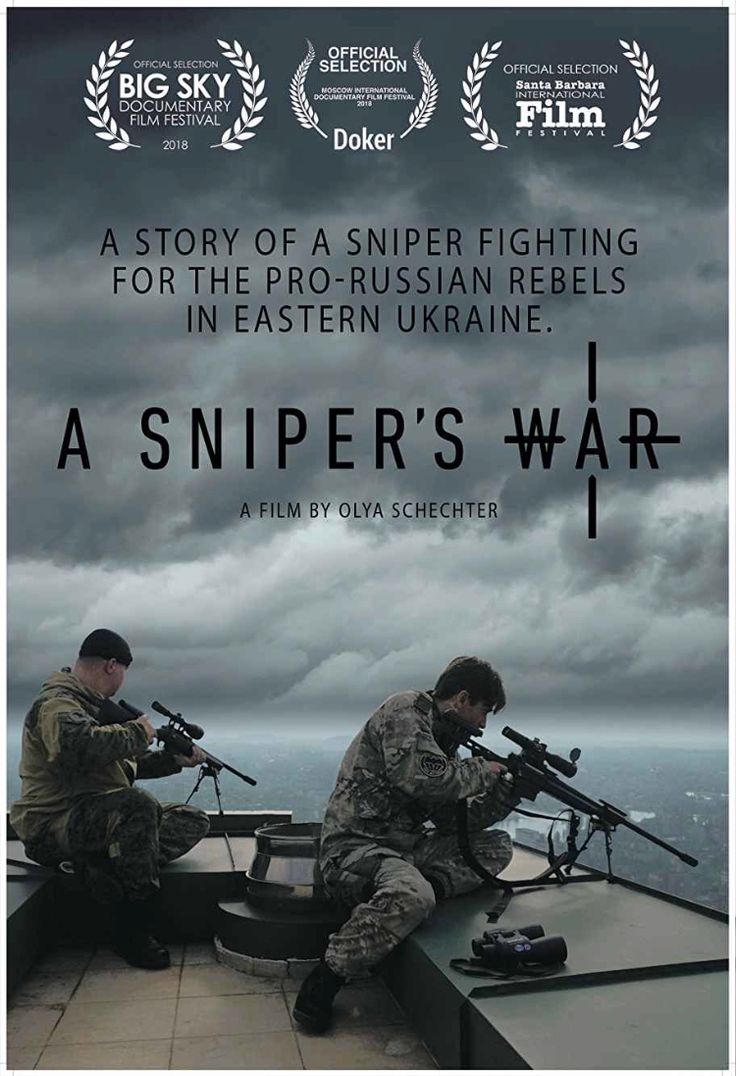 OFFICIAL SELECTION
BIG SKY
DOCUMENTARY
FILM FESTIVAL
2018
OFFICIAL
SELECTION
MOSCOW INTERNATIONAL
DOCUMENTARY FILM FESTIVAL
2018
Doker
OFFICIAL SELECTION
Santa Barbara
INTERNATIONAL
Film
FESTIVAL
A STORY OF A SNIPER FIGHTING
FOR THE PRO-RUSSIAN REBELS
IN EASTERN UKRAINE.
A SNIPER'S WAR
A FILM BY OLYA SCHECHTER